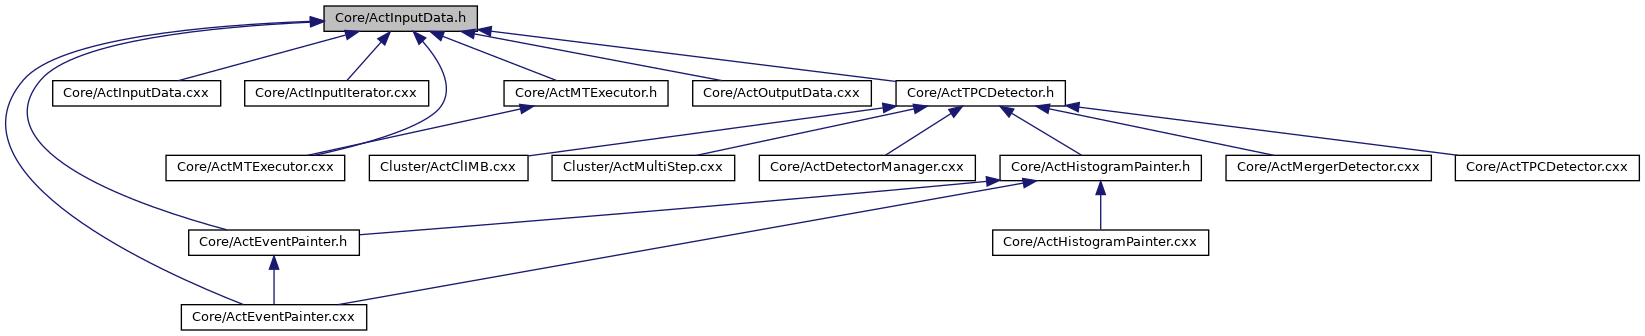 Core/ActInputData.h
Core/ActInputData.cxx
Core/ActInputIterator.cxx
Core/ActMTExecutor.h
Core/ActOutputData.cxx
Core/ActTPCDetector.h
Core/ActMTExecutor.cxx
Cluster/ActClIMB.cxx
Cluster/ActMultiStep.cxx
Core/ActDetectorManager.cxx
Core/ActHistogramPainter.h
Core/ActMergerDetector.cxx
Core/ActTPCDetector.cxx
Core/ActEventPainter.h
Core/ActHistogramPainter.cxx
Core/ActEventPainter.cxx